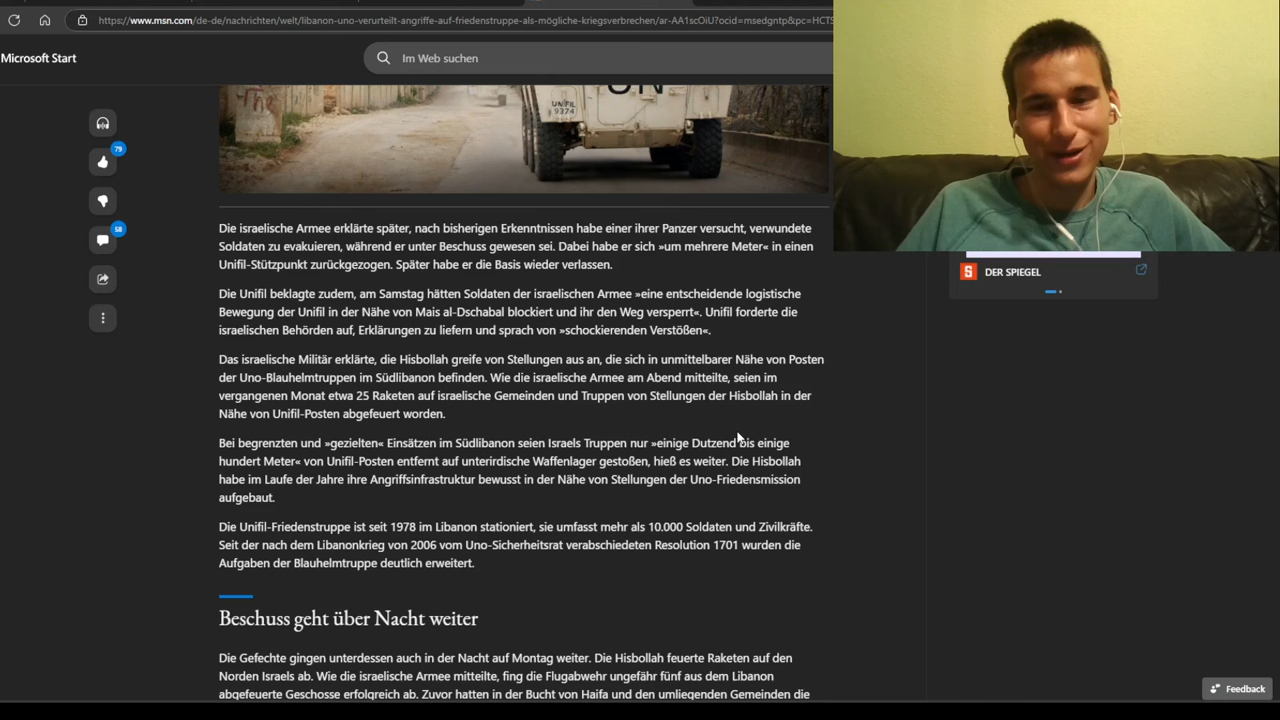 https://www.msn.com/de-de/nachrichten/welt/libanon-uno-verurteilt-angriffe-auf-friedenstruppe-als-mögliche-kriegsverbrechen/ar-AA1scOiU?ocid=msedgntp&pc=HCTS
Microsoft Start
Im Web suchen
UN
UNIFIL
9374
79
58
Die israelische Armee erklärte später, nach bisherigen Erkenntnissen habe einer ihrer Panzer versucht, verwundete
Soldaten zu evakuieren, während er unter Beschuss gewesen sei. Dabei habe er sich »um mehrere Meter« in einen
Unifil-Stützpunkt zurückgezogen. Später habe er die Basis wieder verlassen.
Die Unifil beklagte zudem, am Samstag hätten Soldaten der israelischen Armee »eine entscheidende logistische
Bewegung der Unifil in der Nähe von Mais al-Dschabal blockiert und ihr den Weg versperrt«. Unifil forderte die
israelischen Behörden auf, Erklärungen zu liefern und sprach von »schockierenden Verstößen«.
Das israelische Militär erklärte, die Hisbollah greife von Stellungen aus an, die sich in unmittelbarer Nähe von Posten
der Uno-Blauhelmtruppen im Südlibanon befinden. Wie die israelische Armee am Abend mitteilte, seien im
vergangenen Monat etwa 25 Raketen auf israelische Gemeinden und Truppen von Stellungen der Hisbollah in der
Nähe von Unifil-Posten abgefeuert worden.
Bei begrenzten und »gezielten« Einsätzen im Südlibanon seien Israels Truppen nur »einige Dutzend bis einige
hundert Meter« von Unifil-Posten entfernt auf unterirdische Waffenlager gestoßen, hieß es weiter. Die Hisbollah
habe im Laufe der Jahre ihre Angriffsinfrastruktur bewusst in der Nähe von Stellungen der Uno-Friedensmission
aufgebaut.
Die Unifil-Friedenstruppe ist seit 1978 im Libanon stationiert, sie umfasst mehr als 10.000 Soldaten und Zivilkräfte.
Seit der nach dem Libanonkrieg von 2006 vom Uno-Sicherheitsrat verabschiedeten Resolution 1701 wurden die
Aufgaben der Blauhelmtruppe deutlich erweitert.
Beschuss geht über Nacht weiter
Die Gefechte gingen unterdessen auch in der Nacht auf Montag weiter. Die Hisbollah feuerte Raketen auf den
Norden Israels ab. Wie die israelische Armee mitteilte, fing die Flugabwehr ungefähr fünf aus dem Libanon
abgefeuerte Geschosse erfolgreich ab. Zuvor hatten in der Bucht von Haifa und den umliegenden Gemeinden die
S DER SPIEGEL
Feedback